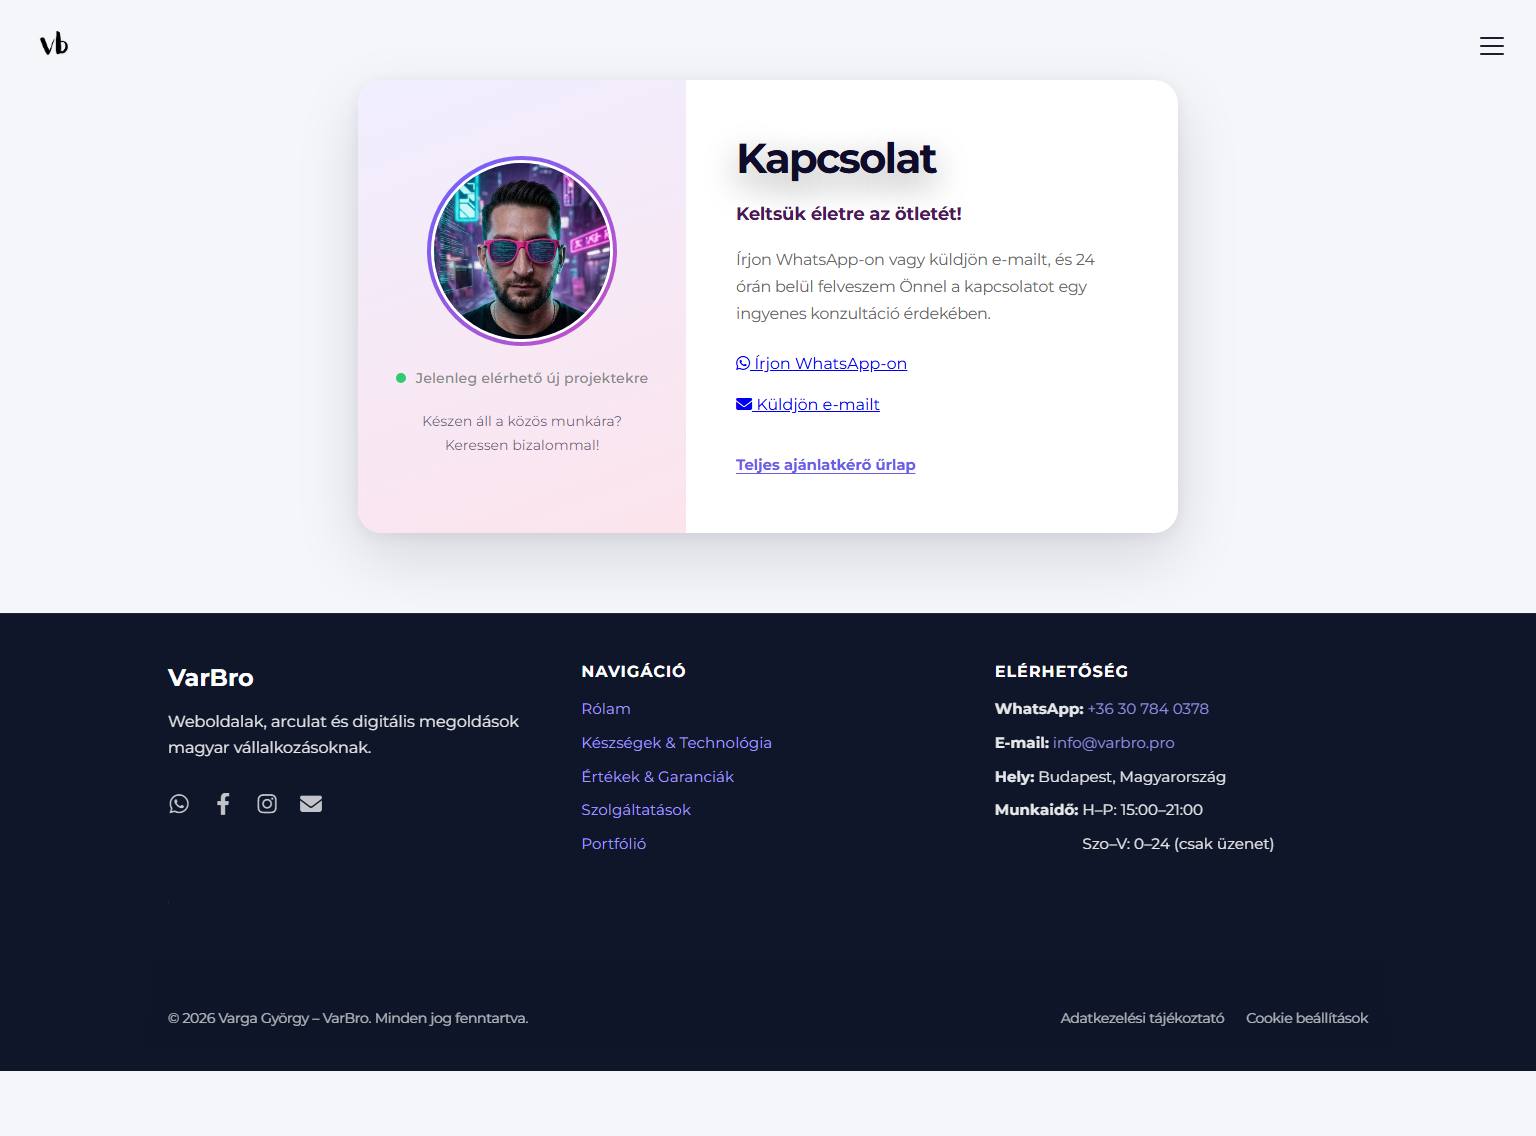 vb
Kapcsolat
Keltsük életre az ötletét!
Írjon WhatsApp-on vagy küldjön e-mailt, és 24
órán belül felveszem Önnel a kapcsolatot egy
ingyenes konzultáció érdekében.
Írjon WhatsApp-on
Küldjön e-mailt
Teljes ajánlatkérő űrlap
Jelenleg elérhető új projektekre
Készen áll a közös munkára?
Keressen bizalommal!
VarBro
Weboldalak, arculat és digitális megoldások
magyar vállalkozásoknak.
NAVIGÁCIÓ
Rólam
Készségek & Technológia
Értékek & Garanciák
Szolgáltatások
Portfólió
ELÉRHETŐSÉG
WhatsApp: +36 30 784 0378
E-mail: info@varbro.pro
Hely: Budapest, Magyarország
Munkaidő: H–P: 15:00–21:00
Szo–V: 0–24 (csak üzenet)
© 2026 Varga György – VarBro. Minden jog fenntartva.
Adatkezelési tájékoztató
Cookie beállítások